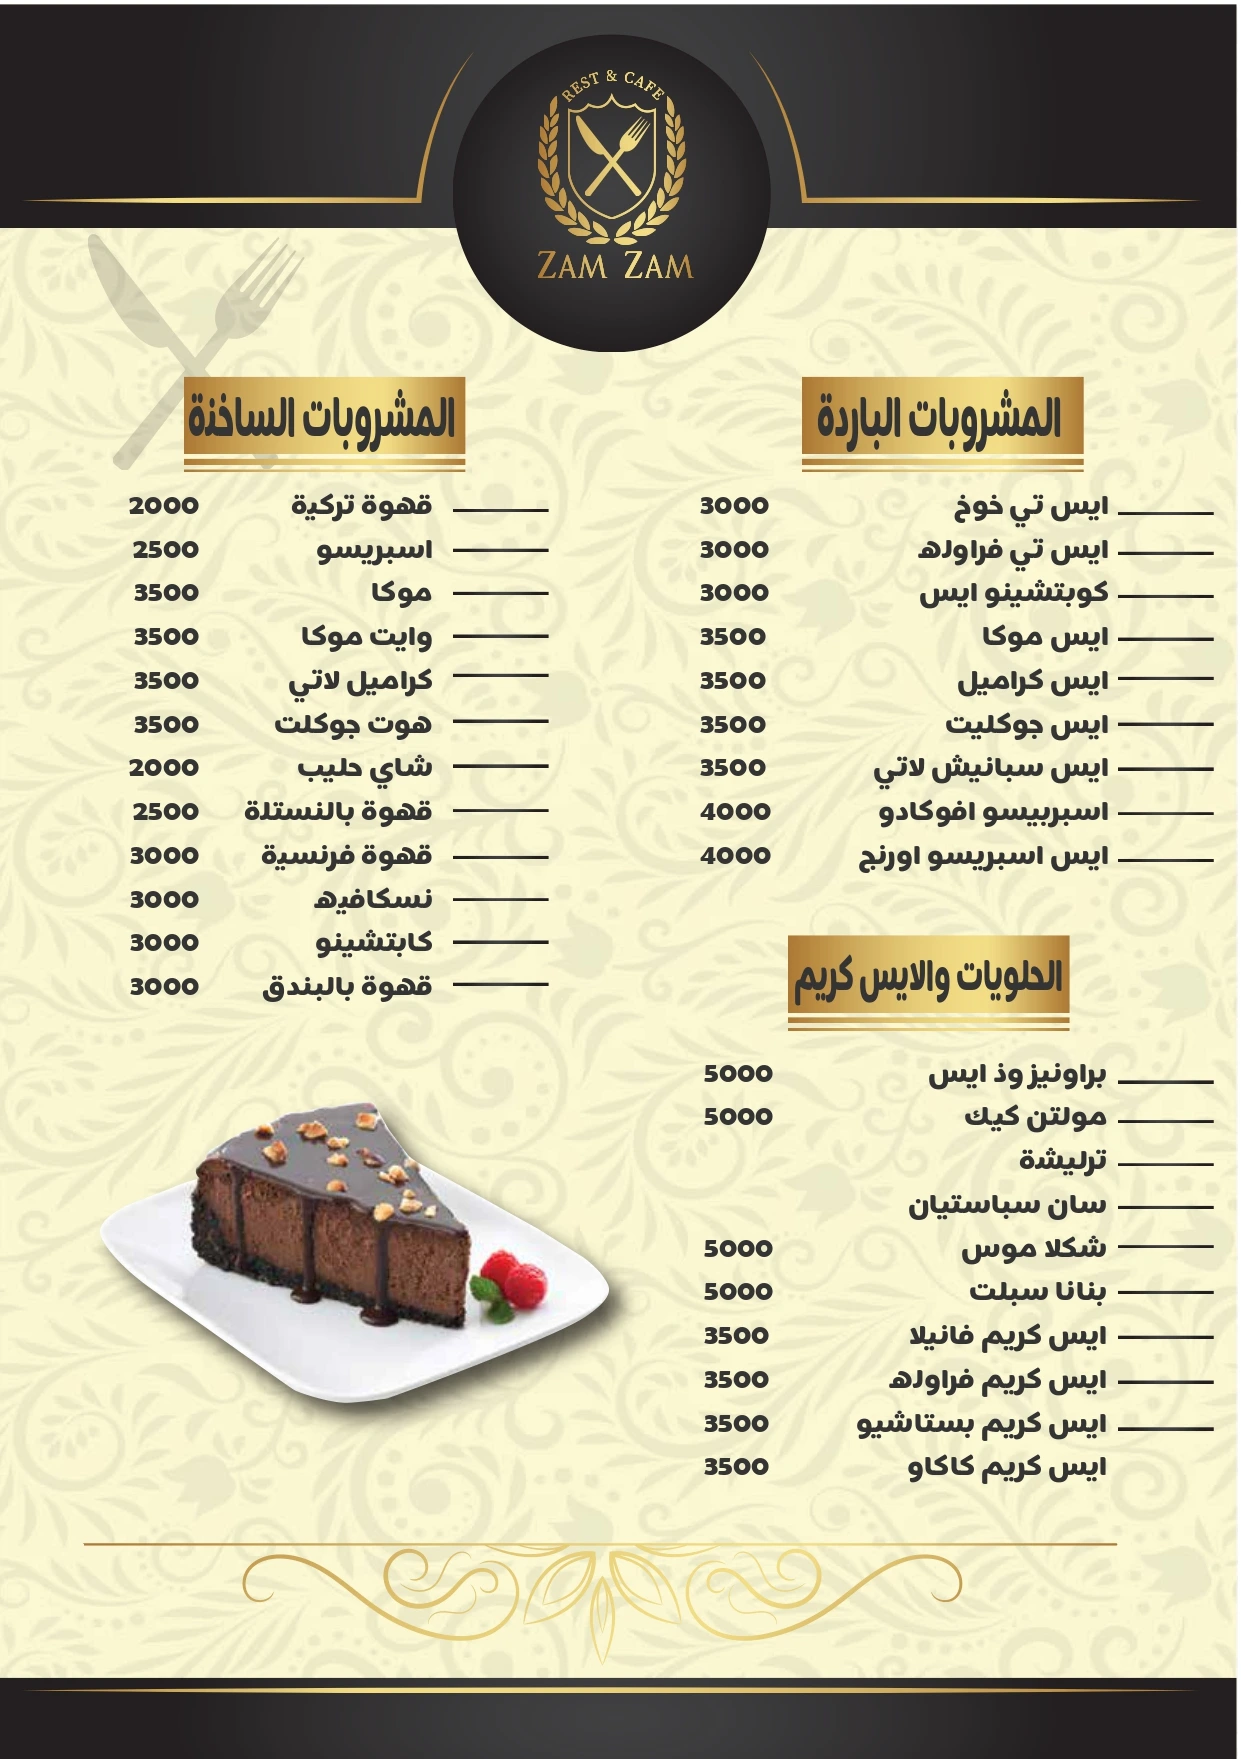 REST & CAFE
ZAM ZAM
المشروبات الباردة
ايس تي خوخ 3000
ايس تي فراوله 3000
كوبتشينو ايس 3000
ايس موكا 3500
ايس كراميل 3500
ايس جوكليت 3500
ايس سبانيش لاتي 3500
اسبربيسو افوكادو 4000
ايس اسبريسو اورنج 4000
المشروبات الساخنة
قهوة تركية 2000
اسبريسو 2500
موكا 3500
وايت موكا 3500
كراميل لاتي 3500
هوت جوكلت 3500
شاي حليب 2000
قهوة بالنستلة 2500
قهوة فرنسية 3000
نسكافيه 3000
كابتشينو 3000
قهوة بالبندق 3000
الحلويات والايس كريم
براونيز وذ ايس 5000
مولتن كيك 5000
ترليشة
سان سباستيان
شكلا موس 5000
بنانا سبلت 5000
ايس كريم فانيلا 3500
ايس كريم فراوله 3500
ايس كريم بستاشيو 3500
ايس كريم كاكاو 3500